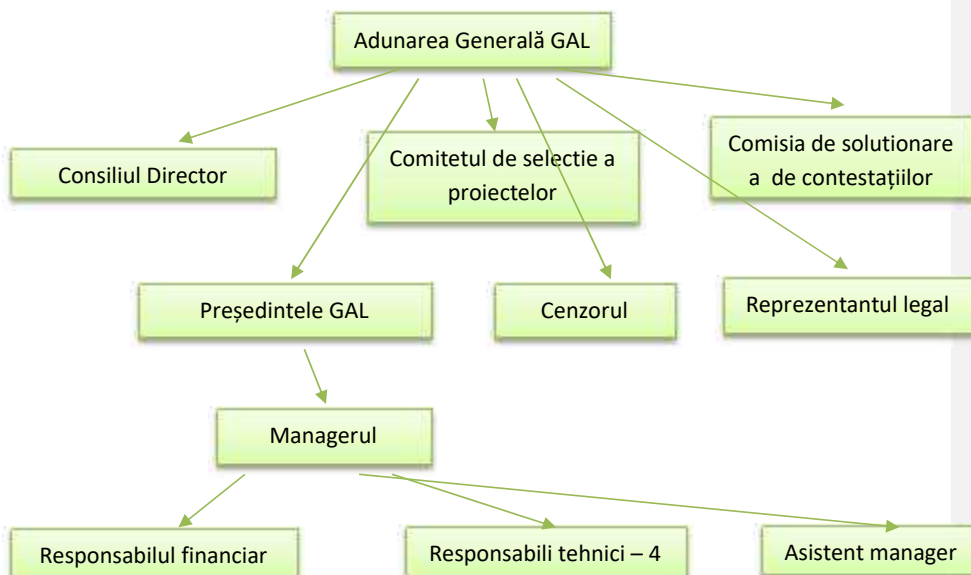 Adunarea Generală GAL
Consiliul Director
Comitetul de selectie a
proiectelor
Comisia de solutionare
a de contestațiilor
Președintele GAL
Cenzorul
Reprezentantul legal
Managerul
Responsabilul financiar
Responsabili tehnici – 4
Asistent manager